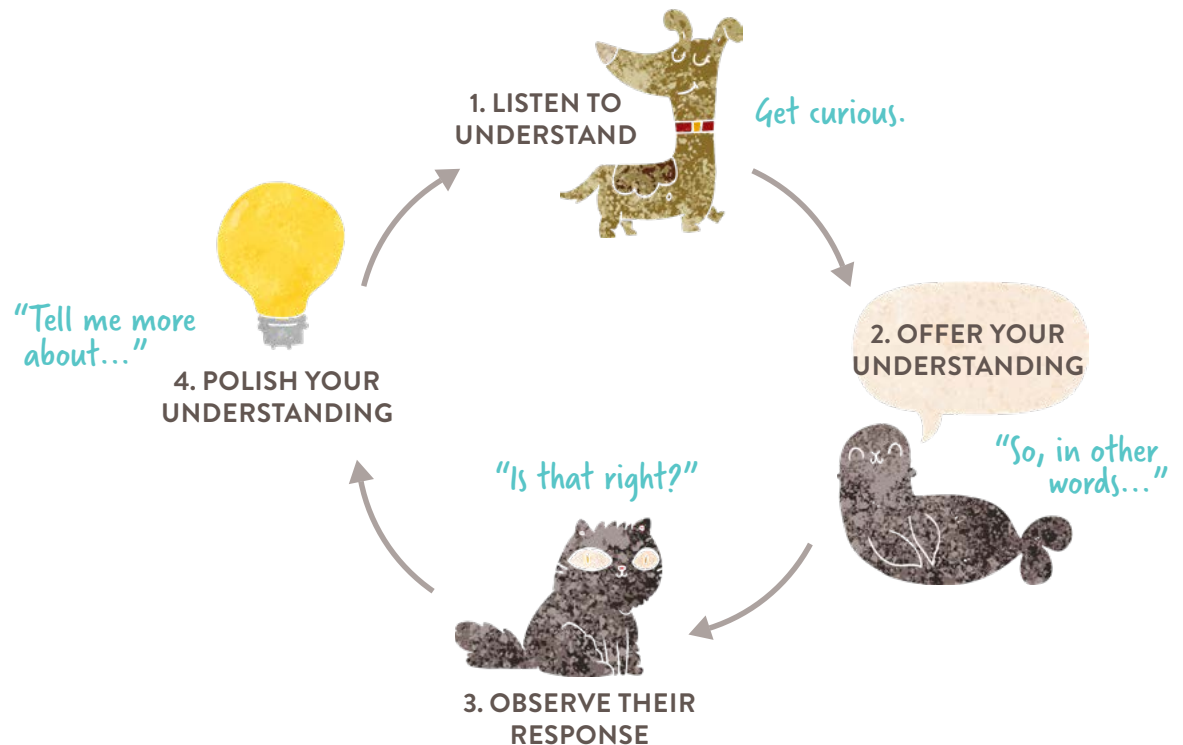 1. LISTEN TO
UNDERSTAND
Get curious.
2. OFFER YOUR
UNDERSTANDING
“So, in other
words...”
“Is that right?”
3. OBSERVE THEIR
RESPONSE
“Tell me more
about...”
4. POLISH YOUR
UNDERSTANDING